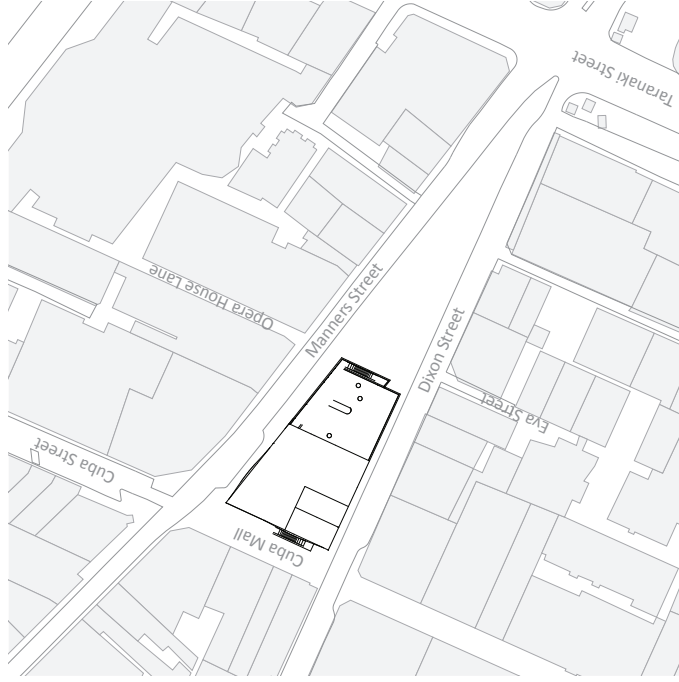 Taranaki Street
Opera House Lane
Manners Street
Dixon Street
Eva Street
Cuba Street
Cuba Mall